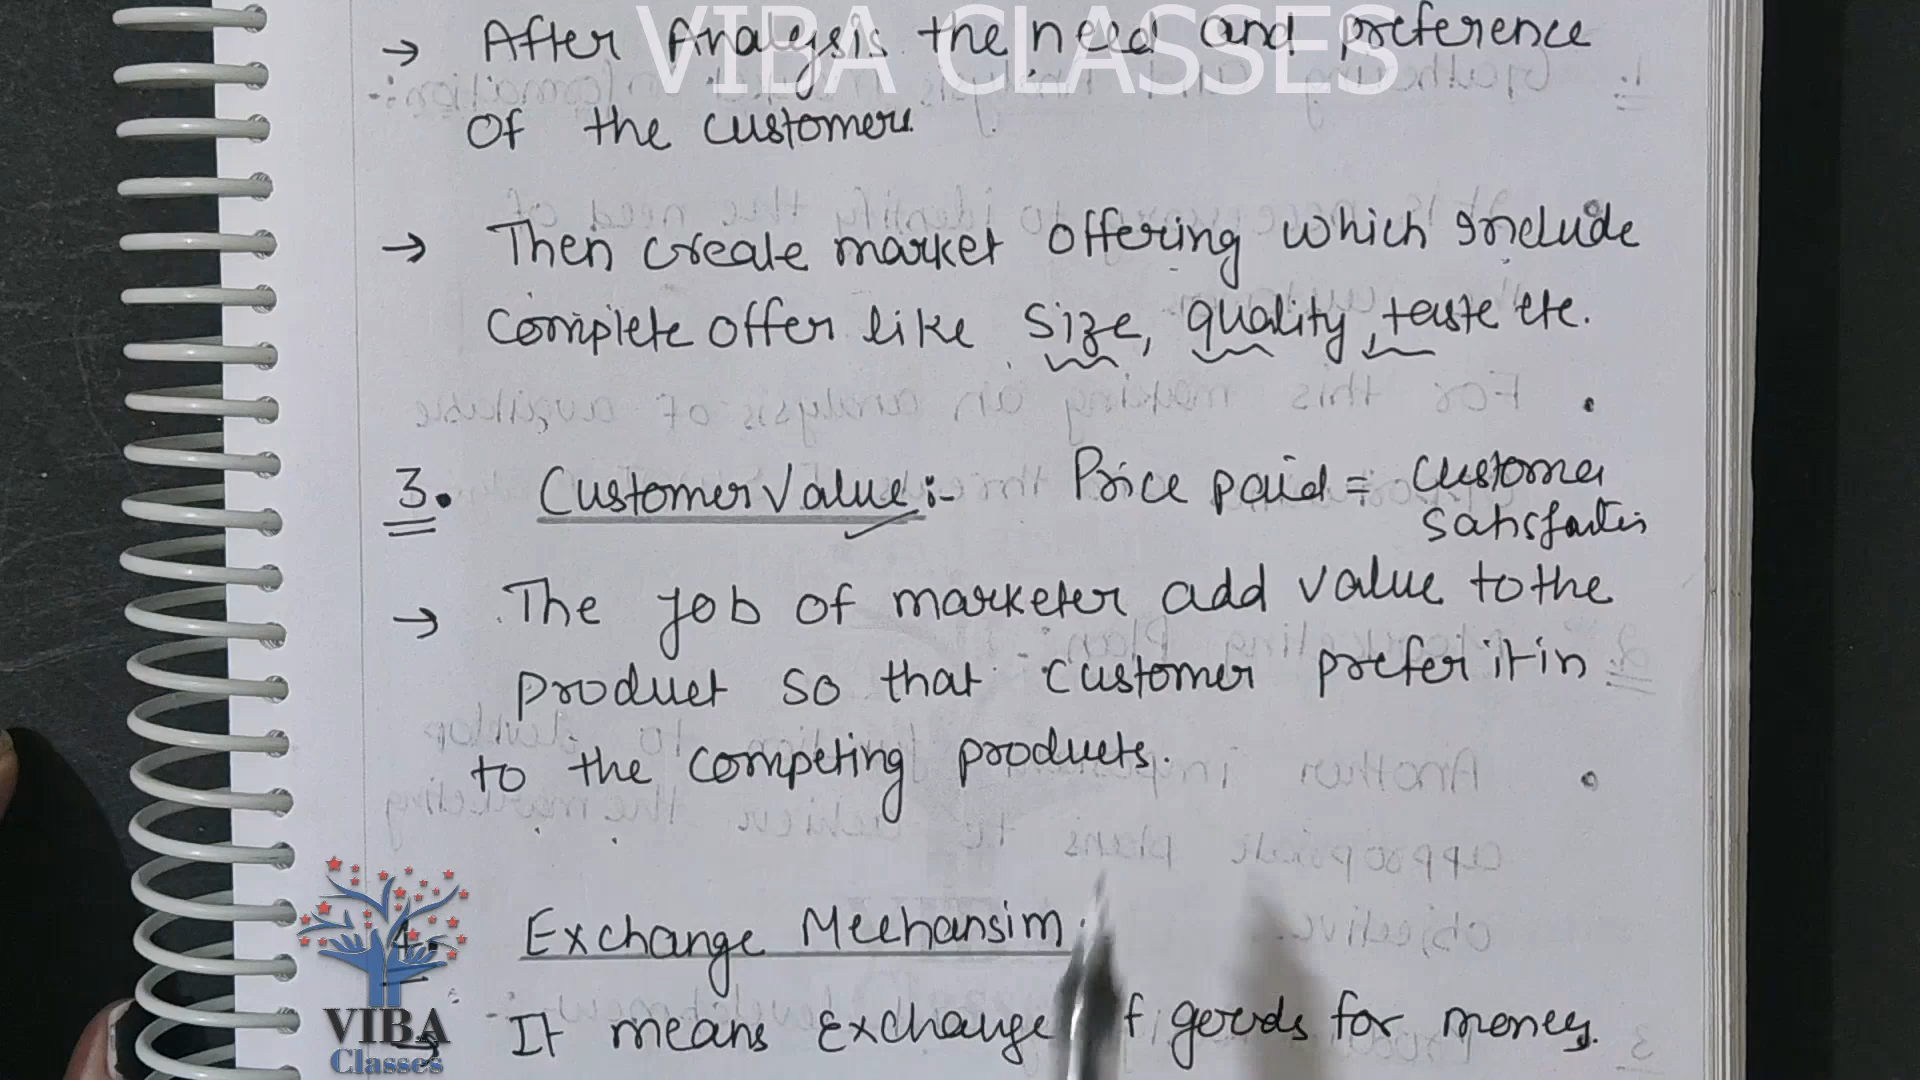 VIBA CLASSES
→ After Analysis the need and preference
of the customer.
→ Then create market offering which Include
complete offer like size, quality, taste etc.
3. Customer Value :- Price paid = Customer
satisfaction
→ The job of marketer add value to the
product so that customer prefer it in
to the competing products.
4. Exchange Mechansim
→ It means Exchange of goods for money.
VIBA
Classes